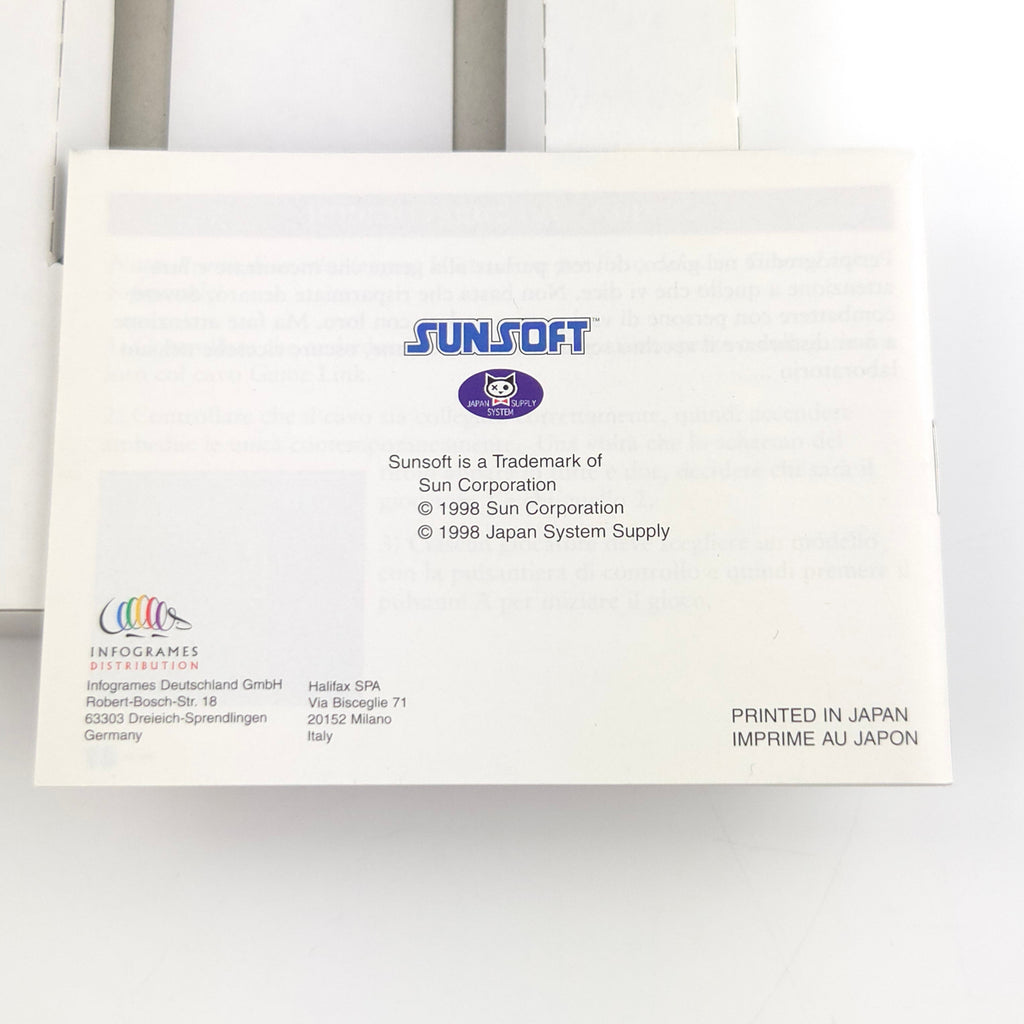 SUNSOFT™
JAPAN SUPPLY
SYSTEM
Sunsoft is a Trademark of
Sun Corporation
© 1998 Sun Corporation
© 1998 Japan System Supply
INFOGRAMES
DISTRIBUTION
Infogrames Deutschland GmbH
Robert-Bosch-Str. 18
63303 Dreieich-Sprendlingen
Germany
Halifax SPA
Via Bisceglie 71
20152 Milano
Italy
PRINTED IN JAPAN
IMPRIME AU JAPON